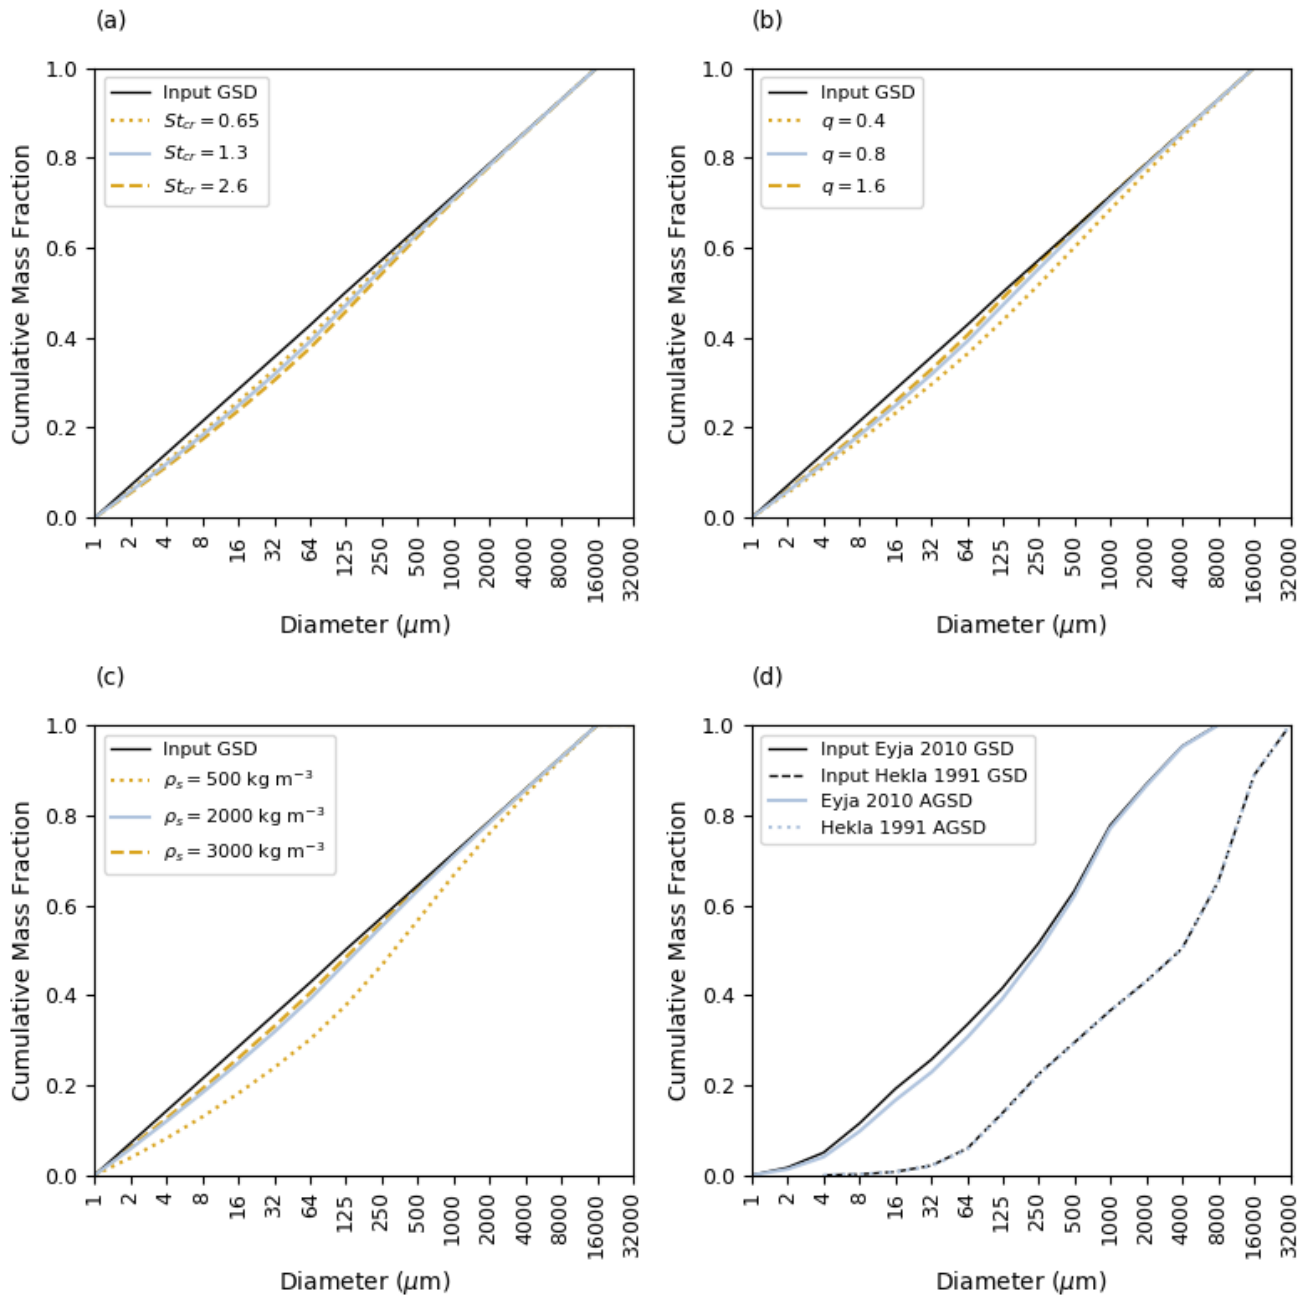 (a)
1.0
0.8
0.6
0.4
0.2
0.0
Cumulative Mass Fraction
Input GSD
St_cr = 0.65
St_cr = 1.3
St_cr = 2.6
1 2 4 8 16 32 64 125 250 500 1000 2000 4000 8000 16000 32000
Diameter (μm)
(b)
1.0
0.8
0.6
0.4
0.2
0.0
Cumulative Mass Fraction
Input GSD
q = 0.4
q = 0.8
q = 1.6
1 2 4 8 16 32 64 125 250 500 1000 2000 4000 8000 16000 32000
Diameter (μm)
(c)
1.0
0.8
0.6
0.4
0.2
0.0
Cumulative Mass Fraction
Input GSD
ρ_s = 500 kg m⁻³
ρ_s = 2000 kg m⁻³
ρ_s = 3000 kg m⁻³
1 2 4 8 16 32 64 125 250 500 1000 2000 4000 8000 16000 32000
Diameter (μm)
(d)
1.0
0.8
0.6
0.4
0.2
0.0
Cumulative Mass Fraction
Input Eyja 2010 GSD
Input Hekla 1991 GSD
Eyja 2010 AGSD
Hekla 1991 AGSD
1 2 4 8 16 32 64 125 250 500 1000 2000 4000 8000 16000 32000
Diameter (μm)